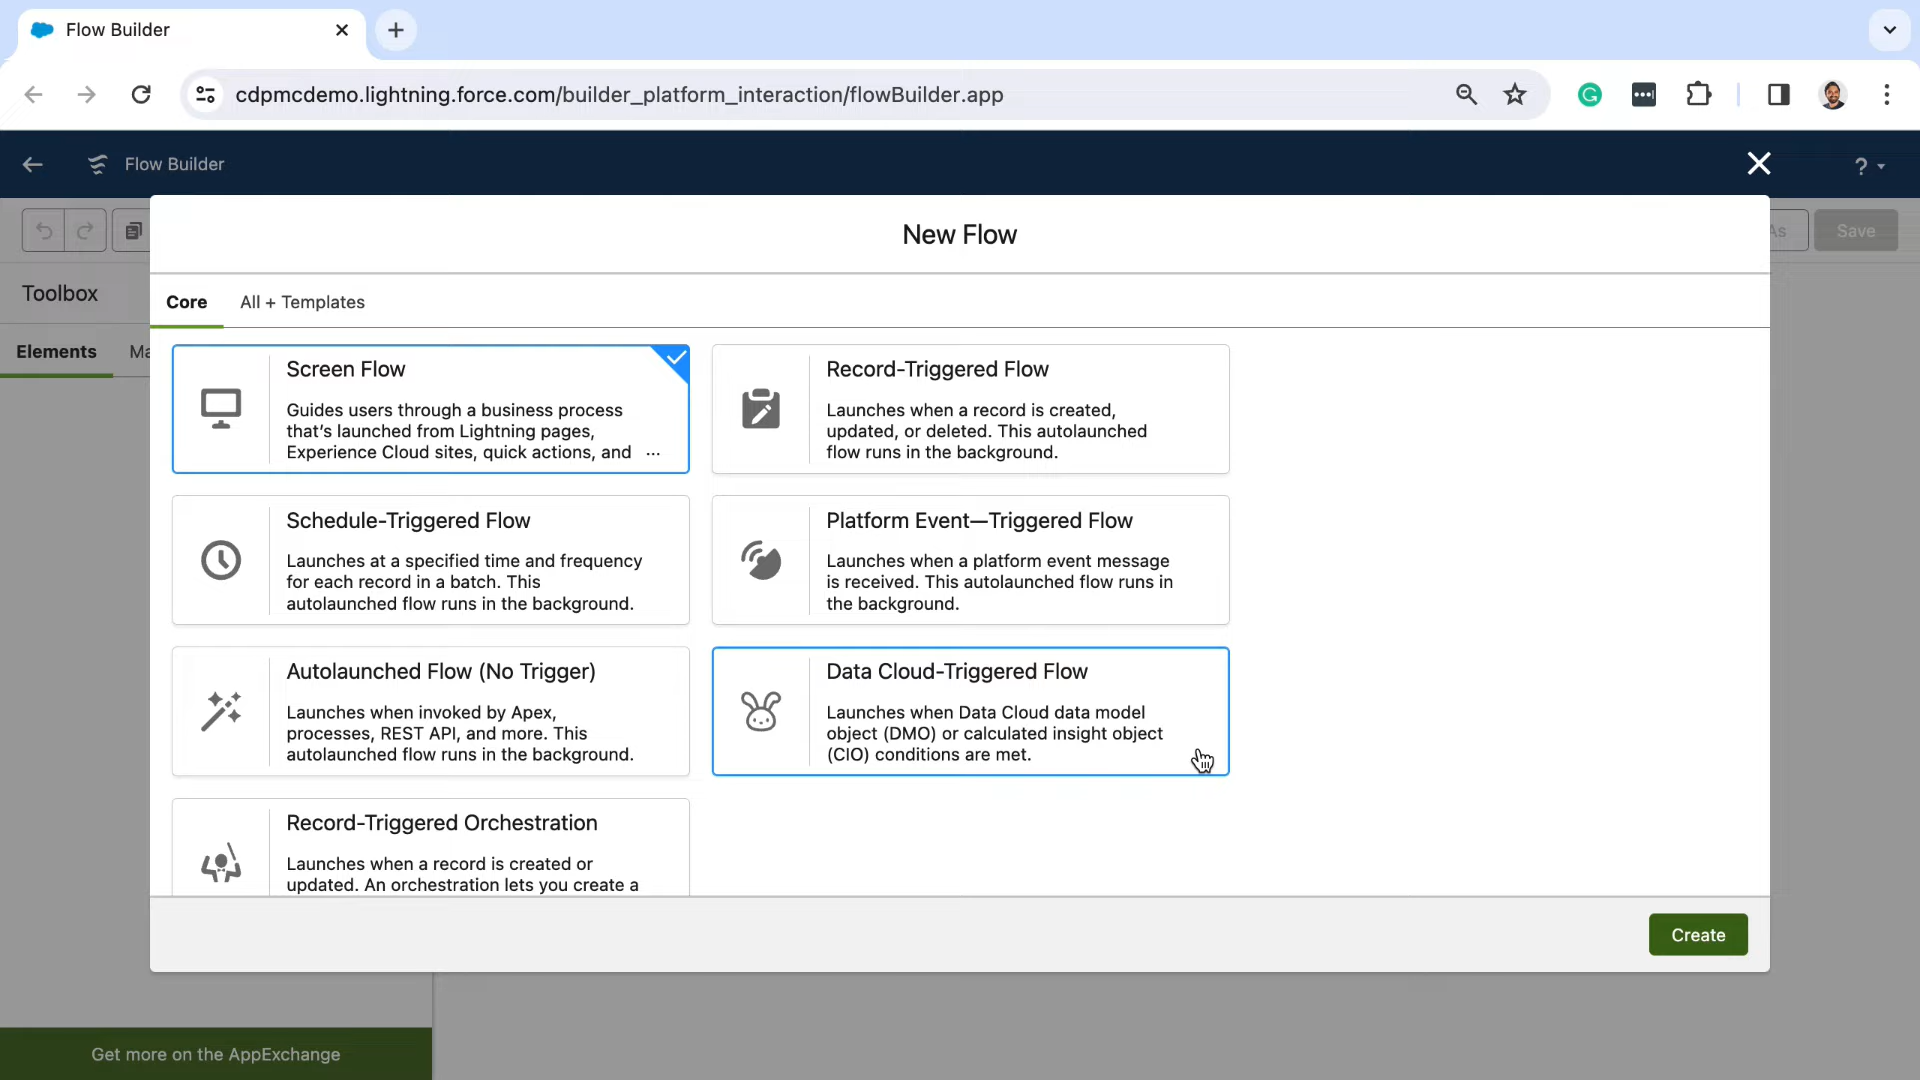 Flow Builder
cdpmcdemo.lightning.force.com/builder_platform_interaction/flowBuilder.app
Flow Builder
?
New Flow
As
Save
Toolbox
Core
All + Templates
Elements
Ma
Screen Flow
Guides users through a business process
that's launched from Lightning pages,
Experience Cloud sites, quick actions, and ...
Record-Triggered Flow
Launches when a record is created,
updated, or deleted. This autolaunched
flow runs in the background.
Schedule-Triggered Flow
Launches at a specified time and frequency
for each record in a batch. This
autolaunched flow runs in the background.
Platform Event—Triggered Flow
Launches when a platform event message
is received. This autolaunched flow runs in
the background.
Autolaunched Flow (No Trigger)
Launches when invoked by Apex,
processes, REST API, and more. This
autolaunched flow runs in the background.
Data Cloud-Triggered Flow
Launches when Data Cloud data model
object (DMO) or calculated insight object
(CIO) conditions are met.
Record-Triggered Orchestration
Launches when a record is created or
updated. An orchestration lets you create a
Create
Get more on the AppExchange